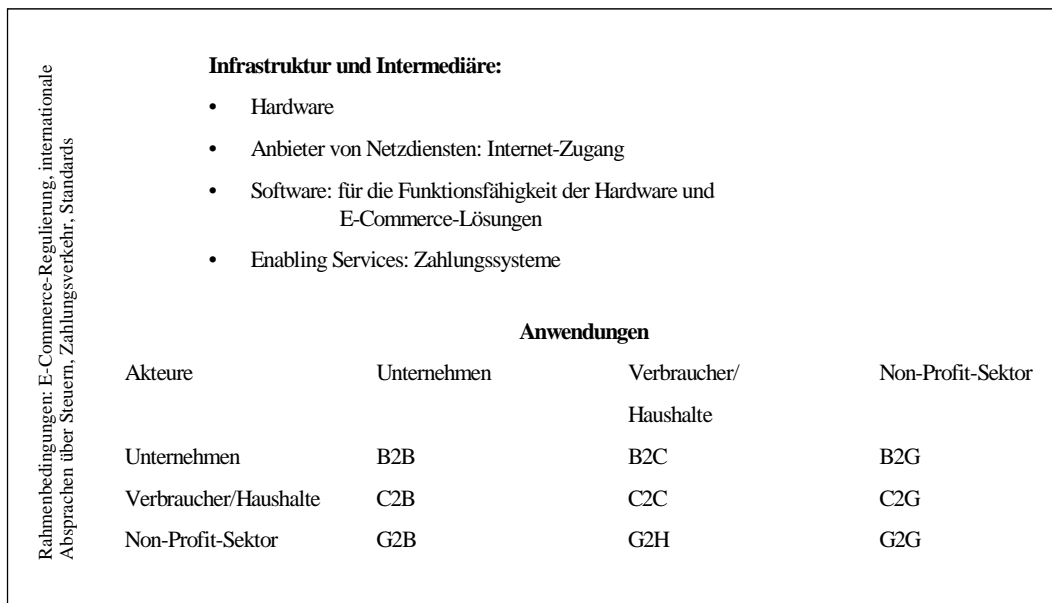 Rahmenbedingungen: E-Commerce-Regulierung, internationale
Absprachen über Steuern, Zahlungsverkehr, Standards
Infrastruktur und Intermediäre:
• Hardware
• Anbieter von Netzdiensten: Internet-Zugang
• Software: für die Funktionsfähigkeit der Hardware und
E-Commerce-Lösungen
• Enabling Services: Zahlungssysteme
Anwendungen
Akteure Unternehmen Verbraucher/ Non-Profit-Sektor
Haushalte
Unternehmen B2B B2C B2G
Verbraucher/Haushalte C2B C2C C2G
Non-Profit-Sektor G2B G2H G2G